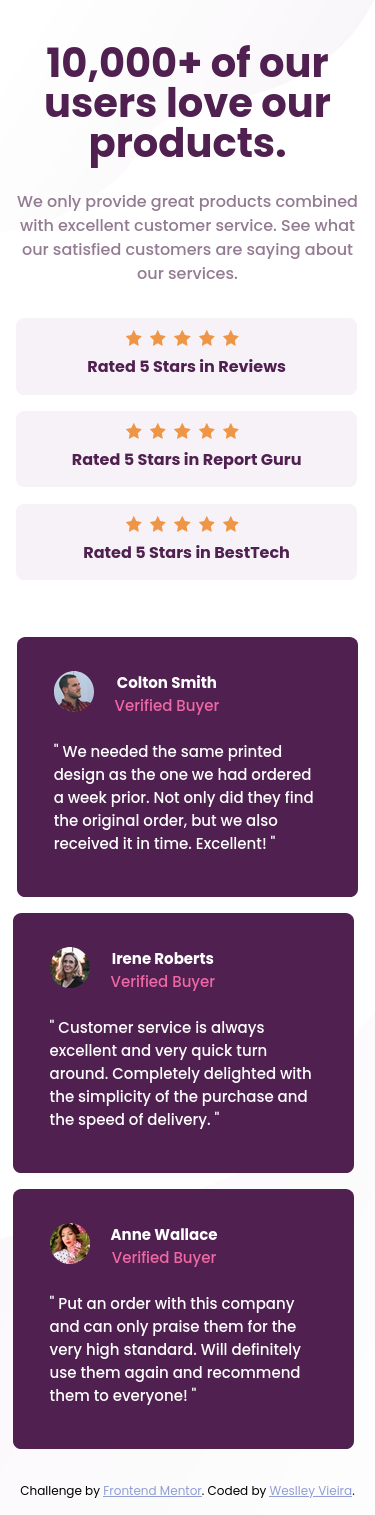 10,000+ of our
users love our
products.
We only provide great products combined
with excellent customer service. See what
our satisfied customers are saying about
our services.
Rated 5 Stars in Reviews
Rated 5 Stars in Report Guru
Rated 5 Stars in BestTech
Colton Smith
Verified Buyer
" We needed the same printed
design as the one we had ordered
a week prior. Not only did they find
the original order, but we also
received it in time. Excellent! "
Irene Roberts
Verified Buyer
" Customer service is always
excellent and very quick turn
around. Completely delighted with
the simplicity of the purchase and
the speed of delivery. "
Anne Wallace
Verified Buyer
" Put an order with this company
and can only praise them for the
very high standard. Will definitely
use them again and recommend
them to everyone! "
Challenge by Frontend Mentor. Coded by Weslley Vieira.